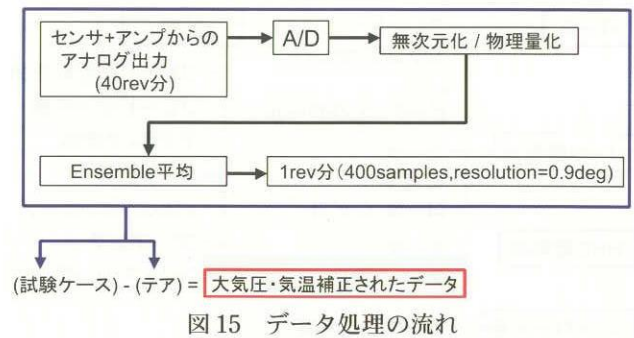 センサ+アンプからの
アナログ出力
(40rev分)
A/D
無次元化 / 物理量化
Ensemble平均
1rev分(400samples,resolution=0.9deg)
(試験ケース) - (テア) = 大気圧・気温補正されたデータ
図15 データ処理の流れ